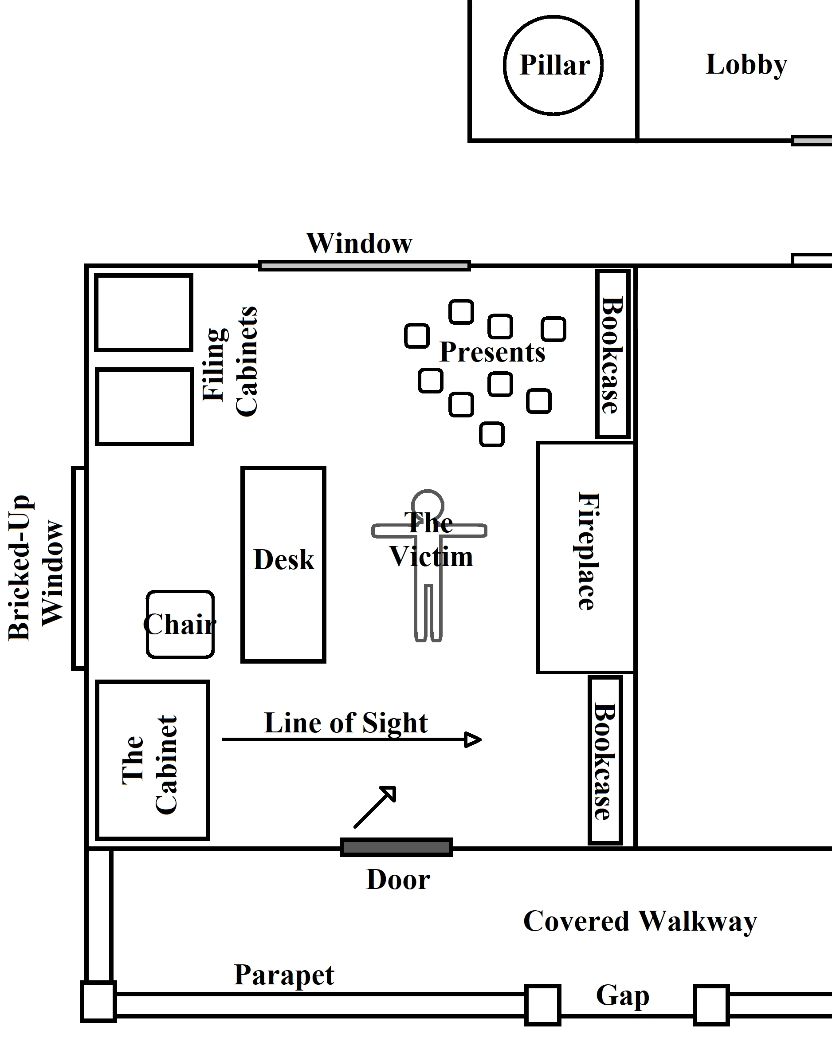 Pillar
Lobby
Window
Filing
Cabinets
Presents
Bookcase
Bricked-Up
Window
Desk
The
Victim
Fireplace
Chair
Line of Sight
The
Cabinet
Bookcase
Door
Covered Walkway
Parapet
Gap